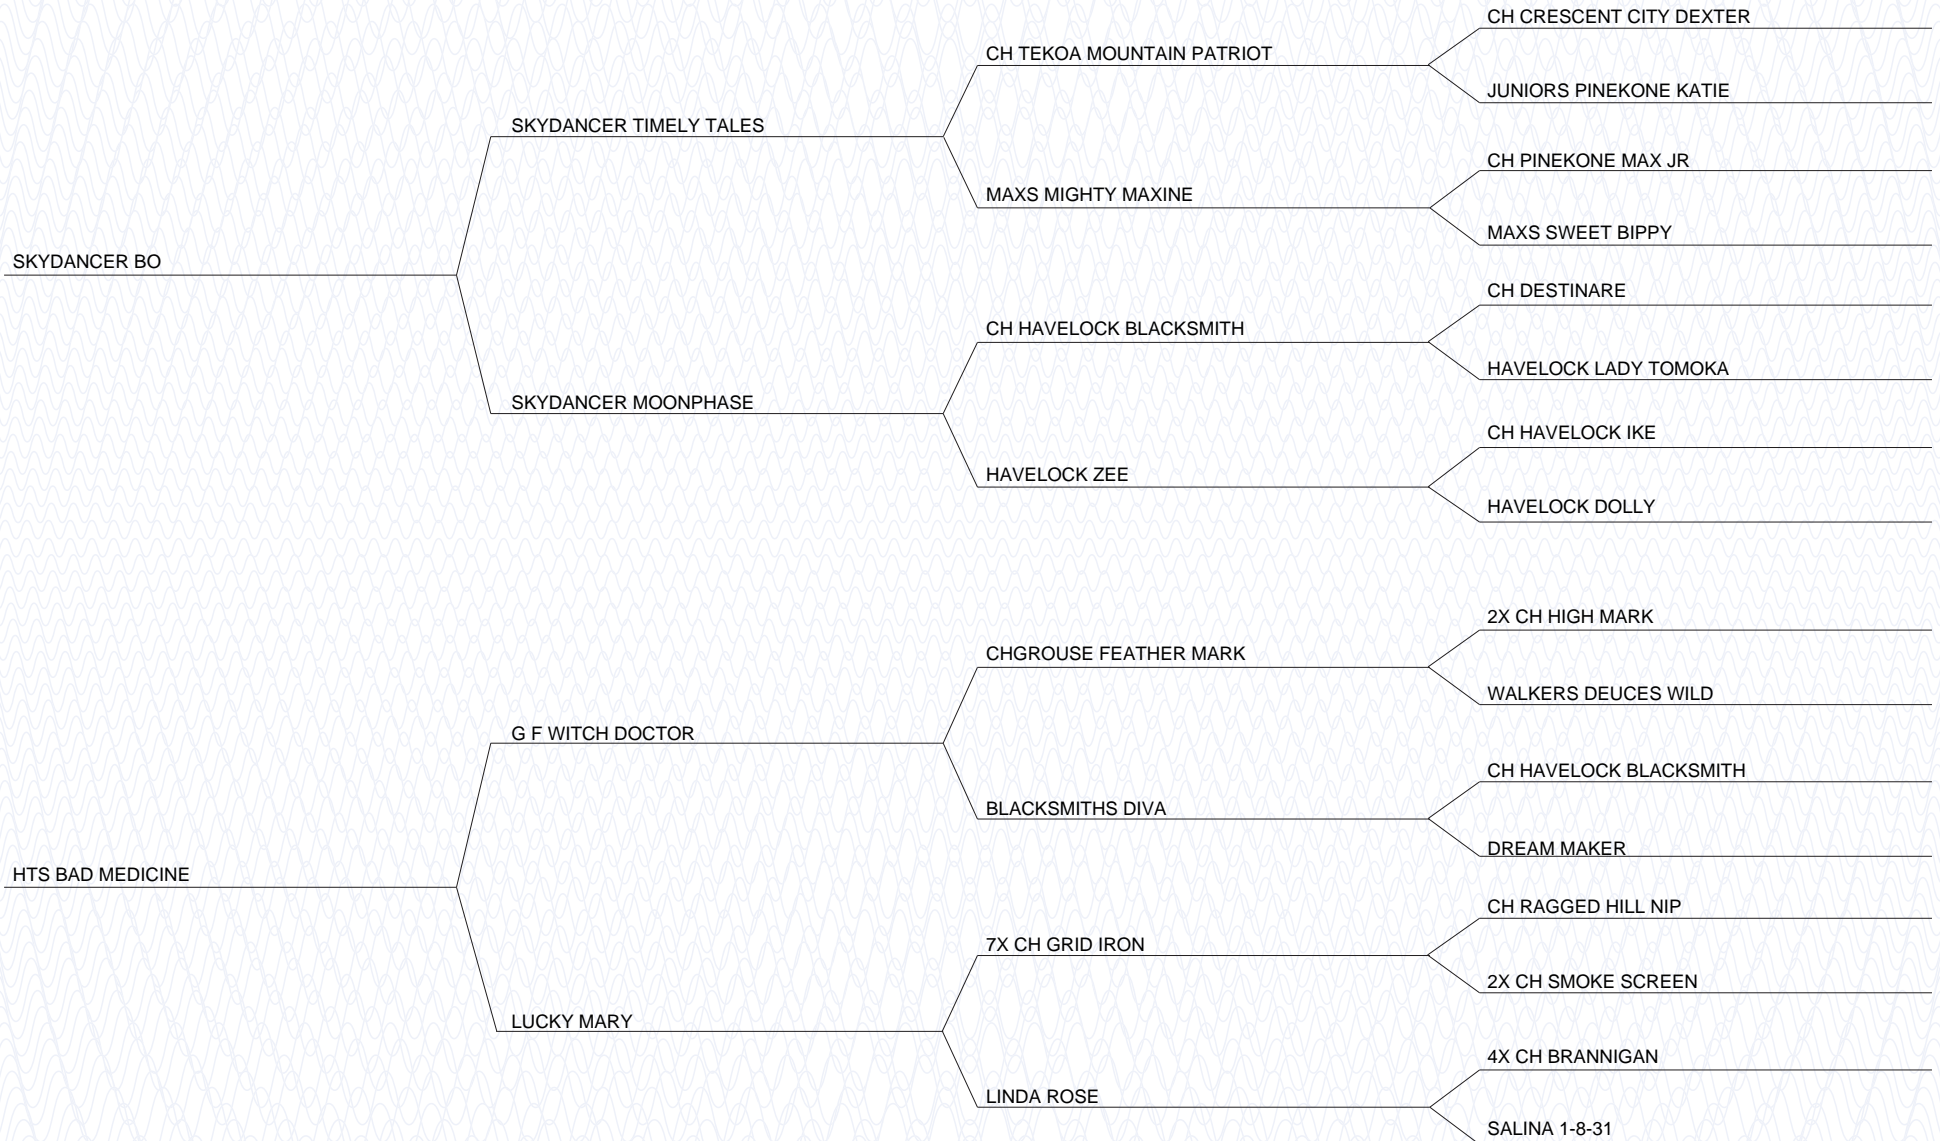 CH CRESCENT CITY DEXTER
CH TEKOA MOUNTAIN PATRIOT
JUNIORS PINEKONE KATIE
SKYDANCER TIMELY TALES
CH PINEKONE MAX JR
MAXS MIGHTY MAXINE
MAXS SWEET BIPPY
SKYDANCER BO
CH DESTINARE
CH HAVELOCK BLACKSMITH
HAVELOCK LADY TOMOKA
SKYDANCER MOONPHASE
CH HAVELOCK IKE
HAVELOCK ZEE
HAVELOCK DOLLY
2X CH HIGH MARK
CHGROUSE FEATHER MARK
WALKERS DEUCES WILD
G F WITCH DOCTOR
CH HAVELOCK BLACKSMITH
BLACKSMITHS DIVA
DREAM MAKER
HTS BAD MEDICINE
CH RAGGED HILL NIP
7X CH GRID IRON
2X CH SMOKE SCREEN
LUCKY MARY
4X CH BRANNIGAN
LINDA ROSE
SALINA 1-8-31